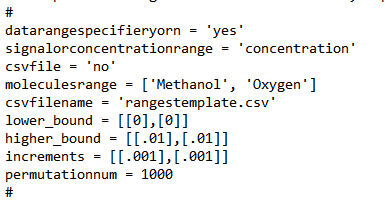 #
datarangespecifieryorn = 'yes'
signalorconcentrationrange = 'concentration'
csvfile = 'no'
moleculesrange = ['Methanol', 'Oxygen']
csvfilename = 'rangestemplate.csv'
lower_bound = [[0],[0]]
higher_bound = [[.01],[.01]]
increments = [[.001],[.001]]
permutationnum = 1000
#